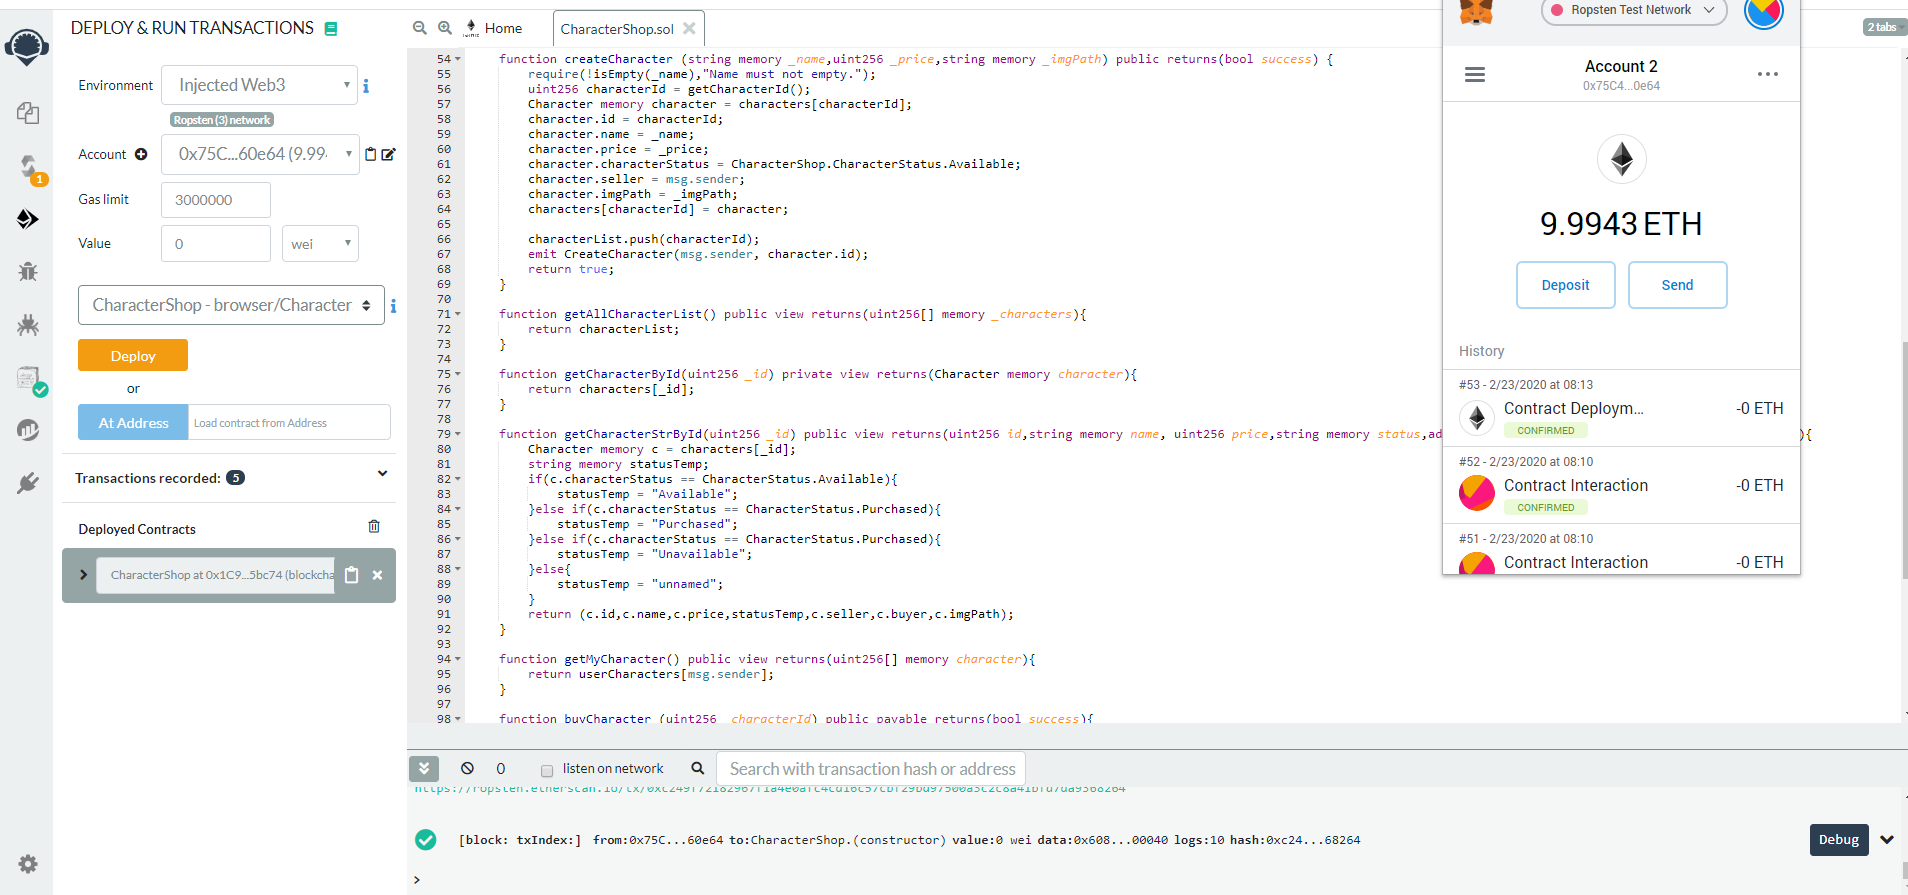 DEPLOY & RUN TRANSACTIONS
Environment
Injected Web3
Ropsten (3) network
Account
0x75C...60e64 (9.99
Gas limit
3000000
Value
0
wei
CharacterShop - browser/Character
Deploy
or
At Address
Load contract from Address
Transactions recorded: 5
Deployed Contracts
CharacterShop at 0x1C9...5bc74 (blockcha
1
Home
CharacterShop.sol
2 tabs
54 function createCharacter (string memory _name,uint256 _price,string memory _imgPath) public returns(bool success) {
55 require(!isEmpty(_name),"Name must not empty.");
56 uint256 characterId = getCharacterId();
57 Character memory character = characters[characterId];
58 character.id = characterId;
59 character.name = _name;
60 character.price = _price;
61 character.characterStatus = CharacterShop.CharacterStatus.Available;
62 character.seller = msg.sender;
63 character.imgPath = _imgPath;
64 characters[characterId] = character;
65
66 characterList.push(characterId);
67 emit CreateCharacter(msg.sender, character.id);
68 return true;
69 }
70
71 function getAllCharacterList() public view returns(uint256[] memory _characters){
72 return characterList;
73 }
74
75 function getCharacterById(uint256 _id) private view returns(Character memory character){
76 return characters[_id];
77 }
78
79 function getCharacterStrById(uint256 _id) public view returns(uint256 id,string memory name, uint256 price,string memory status,ad ){
80 Character memory c = characters[_id];
81 string memory statusTemp;
82 if(c.characterStatus == CharacterStatus.Available){
83 statusTemp = "Available";
84 }else if(c.characterStatus == CharacterStatus.Purchased){
85 statusTemp = "Purchased";
86 }else if(c.characterStatus == CharacterStatus.Purchased){
87 statusTemp = "Unavailable";
88 }else{
89 statusTemp = "unnamed";
90 }
91 return (c.id,c.name,c.price,statusTemp,c.seller,c.buyer,c.imgPath);
92 }
93
94 function getMyCharacter() public view returns(uint256[] memory character){
95 return userCharacters[msg.sender];
96 }
97
98 function buyCharacter (uint256 _characterId) public payable returns(bool success){
Ropsten Test Network
Account 2
0x75C4...0e64
9.9943 ETH
Deposit
Send
History
#53 - 2/23/2020 at 08:13
Contract Deploym... -0 ETH
CONFIRMED
#52 - 2/23/2020 at 08:10
Contract Interaction -0 ETH
CONFIRMED
#51 - 2/23/2020 at 08:10
Contract Interaction -0 ETH
0
listen on network
Search with transaction hash or address
[block: txIndex:] from:0x75C...60e64 to:CharacterShop.(constructor) value:0 wei data:0x608...00040 logs:10 hash:0xc24...68264
Debug
>